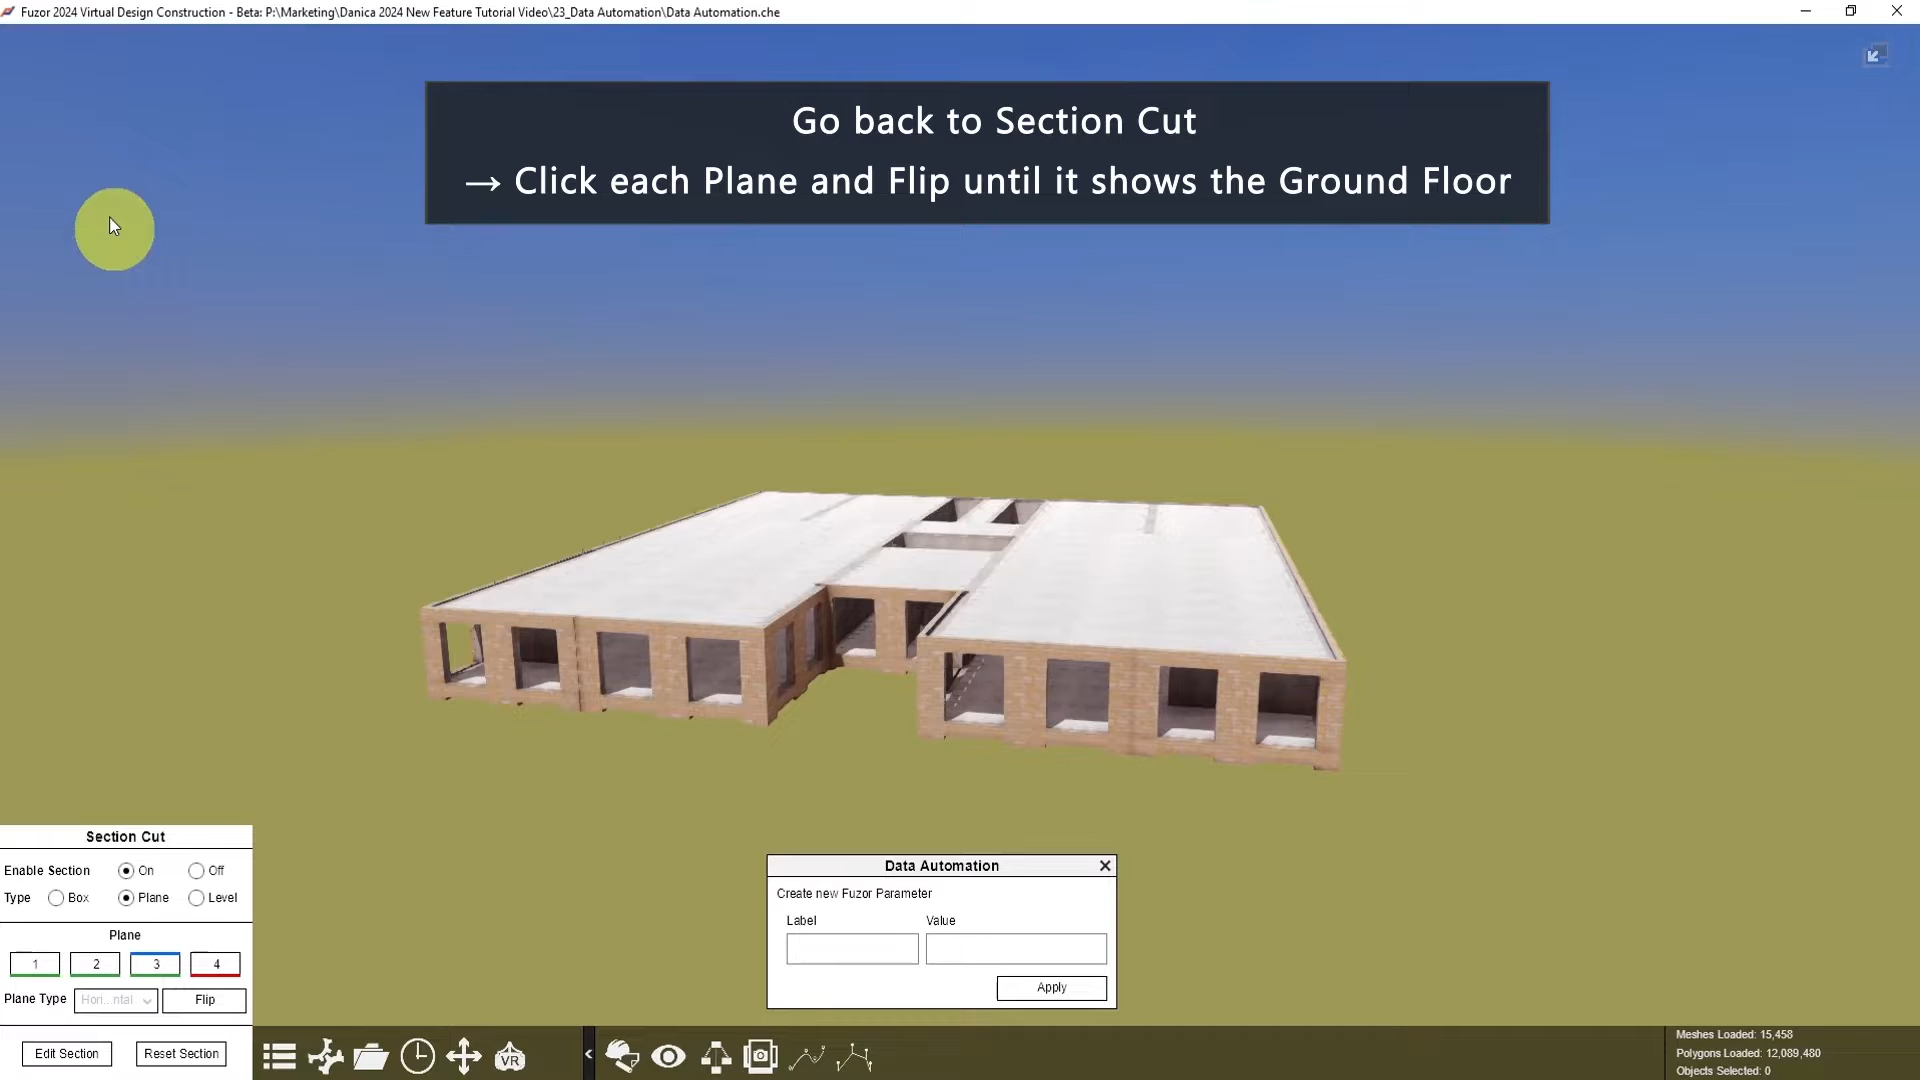 Fuzor 2024 Virtual Design Construction - Beta: P:\Marketing\Danica 2024 New Feature Tutorial Video\23_Data Automation\Data Automation.che
Go back to Section Cut
→ Click each Plane and Flip until it shows the Ground Floor
Section Cut
Enable Section On Off
Type Box Plane Level
Plane
1 2 3 4
Plane Type Hori...ntal Flip
Edit Section Reset Section
Data Automation
Create new Fuzor Parameter
Label Value
Apply
VR
Meshes Loaded: 15,458
Polygons Loaded: 12,089,480
Objects Selected: 0